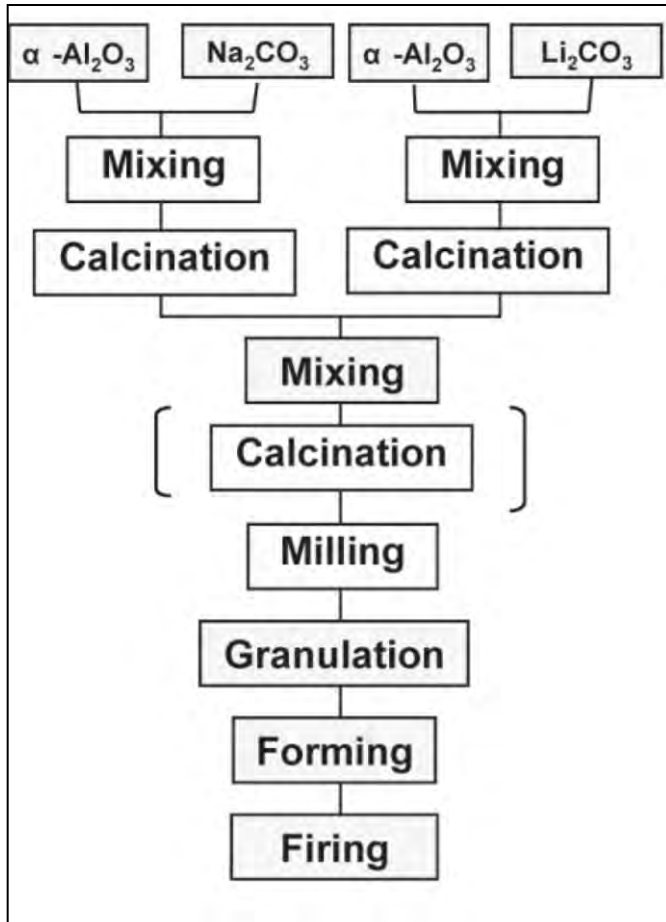 α -Al₂O₃ Na₂CO₃ α -Al₂O₃ Li₂CO₃
Mixing Mixing
Calcination Calcination
Mixing
Calcination
Milling
Granulation
Forming
Firing